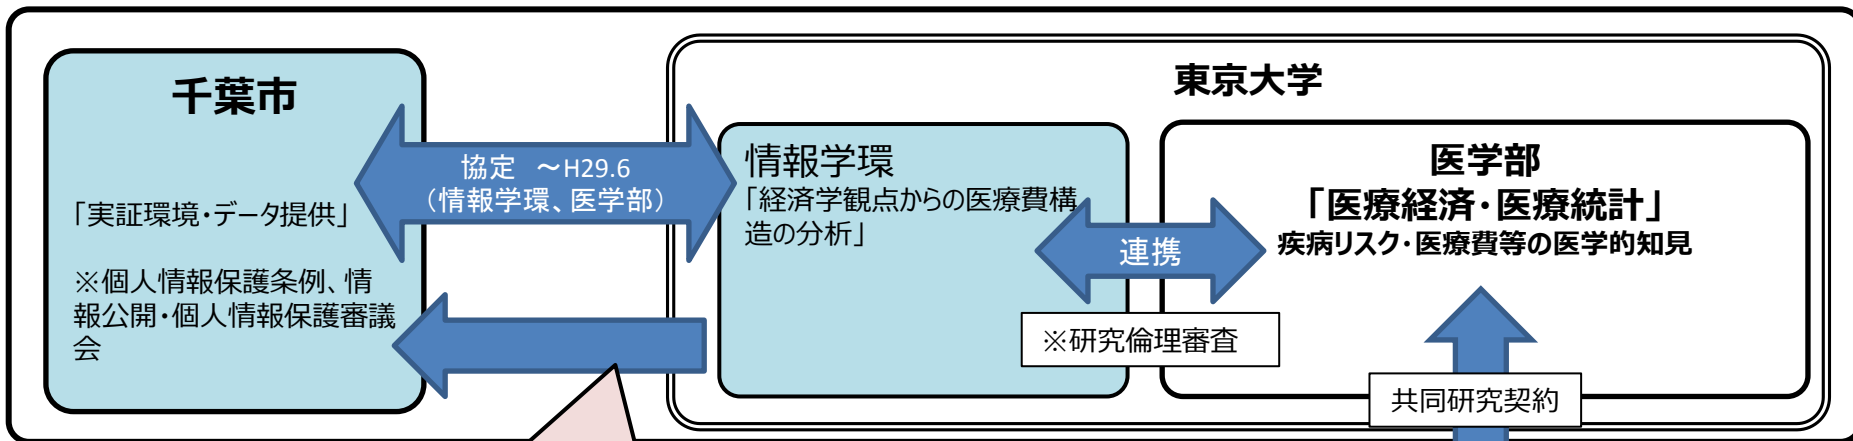 千葉市
「実証環境・データ提供」
※個人情報保護条例、情
報公開・個人情報保護審議
会
協定　～H29.6
（情報学環、医学部）
東京大学
情報学環
「経済学観点からの医療費構
造の分析」
連携
※研究倫理審査
医学部
「医療経済・医療統計」
疾病リスク・医療費等の医学的知見
共同研究契約